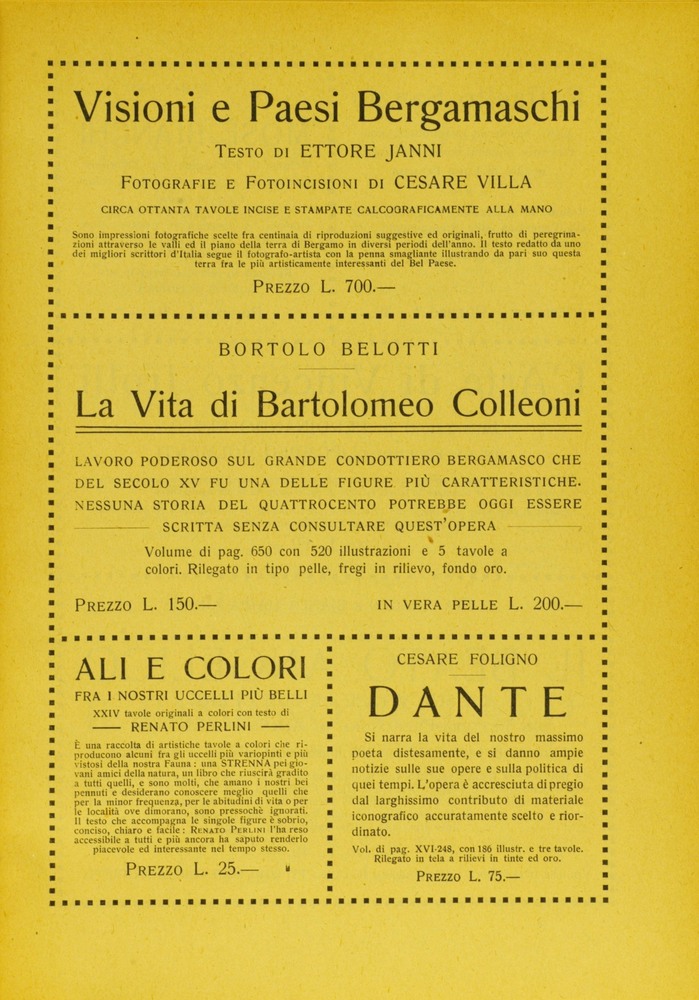 Visioni e Paesi Bergamaschi
TESTO DI ETTORE JANNI
FOTOGRAFIE E FOTOINCISIONI DI CESARE VILLA
CIRCA OTTANTA TAVOLE INCISE E STAMPATE CALCOGRAFICAMENTE ALLA MANO
Sono impressioni fotografiche scelte fra centinaia di riproduzioni suggestive ed originali, frutto di peregrina-
zioni attraverso le valli ed il piano della terra di Bergamo in diversi periodi dell'anno. Il testo redatto da uno
dei migliori scrittori d'Italia segue il fotografo-artista con la penna smagliante illustrando da pari suo questa
terra fra le più artisticamente interessanti del Bel Paese.
PREZZO L. 700.—
BORTOLO BELOTTI
La Vita di Bartolomeo Colleoni
LAVORO PODEROSO SUL GRANDE CONDOTTIERO BERGAMASCO CHE
DEL SECOLO XV FU UNA DELLE FIGURE PIÙ CARATTERISTICHE.
NESSUNA STORIA DEL QUATTROCENTO POTREBBE OGGI ESSERE
SCRITTA SENZA CONSULTARE QUEST'OPERA
Volume di pag. 650 con 520 illustrazioni e 5 tavole a
colori. Rilegato in tipo pelle, fregi in rilievo, fondo oro.
PREZZO L. 150.— IN VERA PELLE L. 200.—
ALI E COLORI
FRA I NOSTRI UCCELLI PIÙ BELLI
XXIV tavole originali a colori con testo di
RENATO PERLINI
È una raccolta di artistiche tavole a colori che ri-
producono alcuni fra gli uccelli più variopinti e più
vistosi della nostra Fauna: una STRENNA pei gio-
vani amici della natura, un libro che riuscirà gradito
a tutti quelli, e sono molti, che amano i nostri bei
pennuti e desiderano conoscere meglio quelli che
per la minor frequenza, per le abitudini di vita o per
le località ove dimorano, sono pressochè ignorati.
Il testo che accompagna le singole figure è sobrio,
conciso, chiaro e facile: RENATO PERLINI l'ha reso
accessibile a tutti e più ancora ha saputo renderlo
piacevole ed interessante nel tempo stesso.
PREZZO L. 25.—
CESARE FOLIGNO
DANTE
Si narra la vita del nostro massimo
poeta distesamente, e si danno ampie
notizie sulle sue opere e sulla politica di
quei tempi. L'opera è accresciuta di pregio
dal larghissimo contributo di materiale
iconografico accuratamente scelto e rior-
dinato.
Vol. di pag. XVI-248, con 186 illustr. e tre tavole.
Rilegato in tela a rilievi in tinte ed oro.
PREZZO L. 75.—